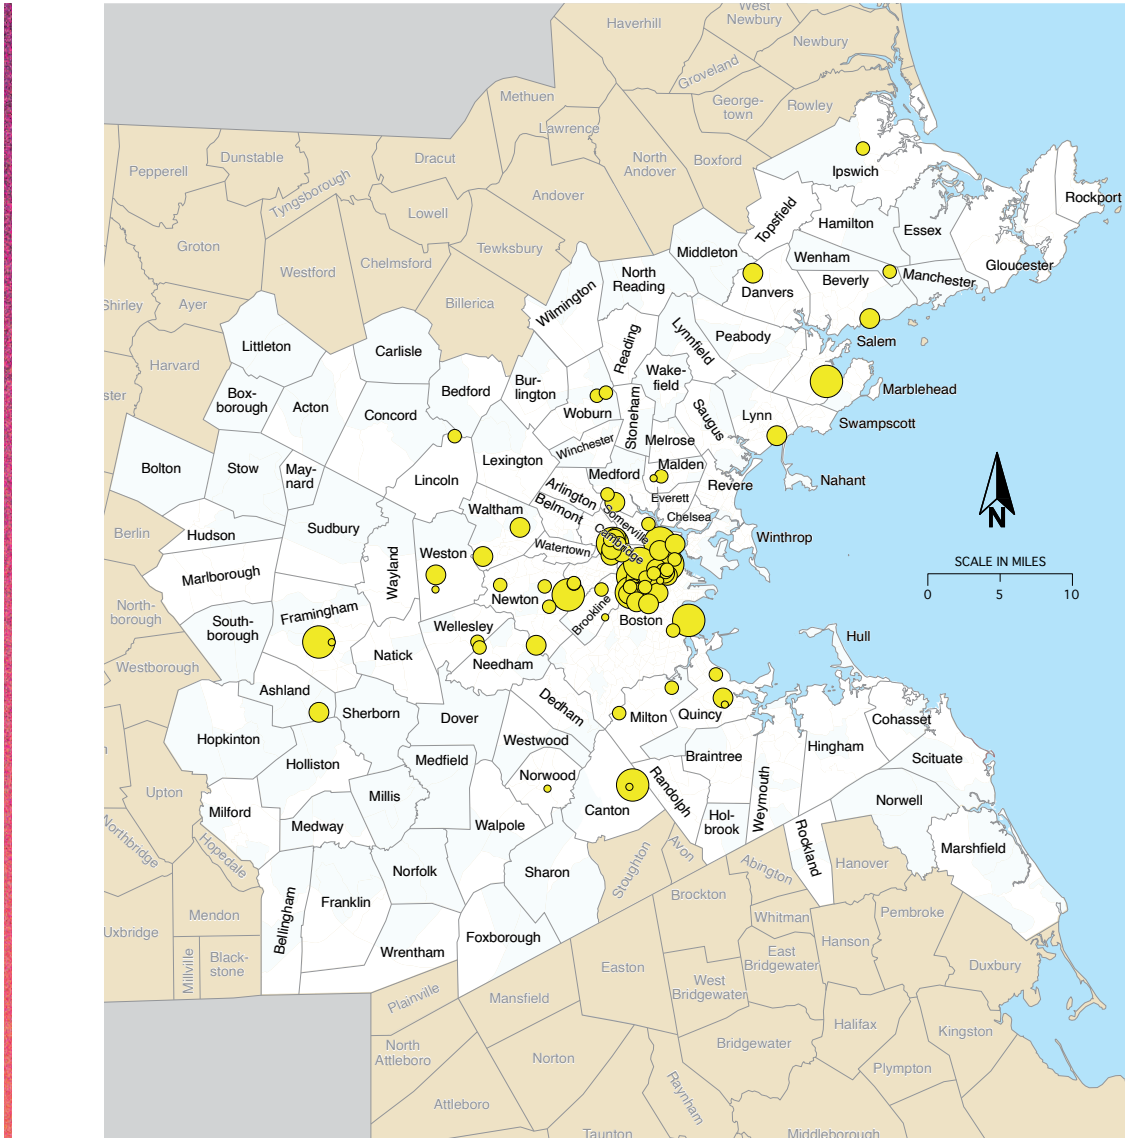 Haverhill
West
Newbury
Newbury
Groveland
Methuen
George-
town
Rowley
Lawrence
Pepperell
Dunstable
Dracut
North
Andover
Boxford
Ipswich
Tyngsborough
Andover
Lowell
Topsfield
Hamilton
Essex
Rockport
Groton
Tewksbury
Middleton
Wenham
Gloucester
Westford
Chelmsford
North
Reading
Danvers
Beverly
Manchester
Shirley
Ayer
Billerica
Wilmington
Littleton
Carlisle
Reading
Lynnfield
Peabody
Salem
Harvard
Box-
borough
Acton
Concord
Bedford
Bur-
lington
Wake-
field
Marblehead
ster
Woburn
Stoneham
Saugus
Lynn
Swampscott
Bolton
Stow
May-
nard
Lincoln
Lexington
Winchester
Melrose
Medford
Malden
Revere
Nahant
Arlington
Everett
Chelsea
Belmont
Somerville
Cambridge
Waltham
Berlin
Hudson
Sudbury
Watertown
Winthrop
N
Marlborough
Wayland
Weston
SCALE IN MILES
0
5
10
North-
borough
Framingham
Newton
Brookline
Boston
South-
borough
Natick
Wellesley
Needham
Hull
Westborough
Ashland
Sherborn
Dover
Dedham
Milton
Quincy
Cohasset
Hopkinton
Westwood
Hingham
Scituate
Holliston
Medfield
Norwood
Braintree
Weymouth
Upton
Millis
Canton
Randolph
Hol-
brook
Norwell
Milford
Medway
Walpole
Rockland
Marshfield
Northbridge
Hopedale
Norfolk
Sharon
Stoughton
Avon
Abington
Hanover
Franklin
Brockton
Mendon
Bellingham
Whitman
Pembroke
Uxbridge
Millville
Black-
stone
Wrentham
Foxborough
Easton
East
Bridgewater
Hanson
West
Bridgewater
Duxbury
Plainville
Mansfield
Halifax
Kingston
North
Attleboro
Norton
Bridgewater
Plympton
Attleboro
Raynham
Taunton
Middleborough